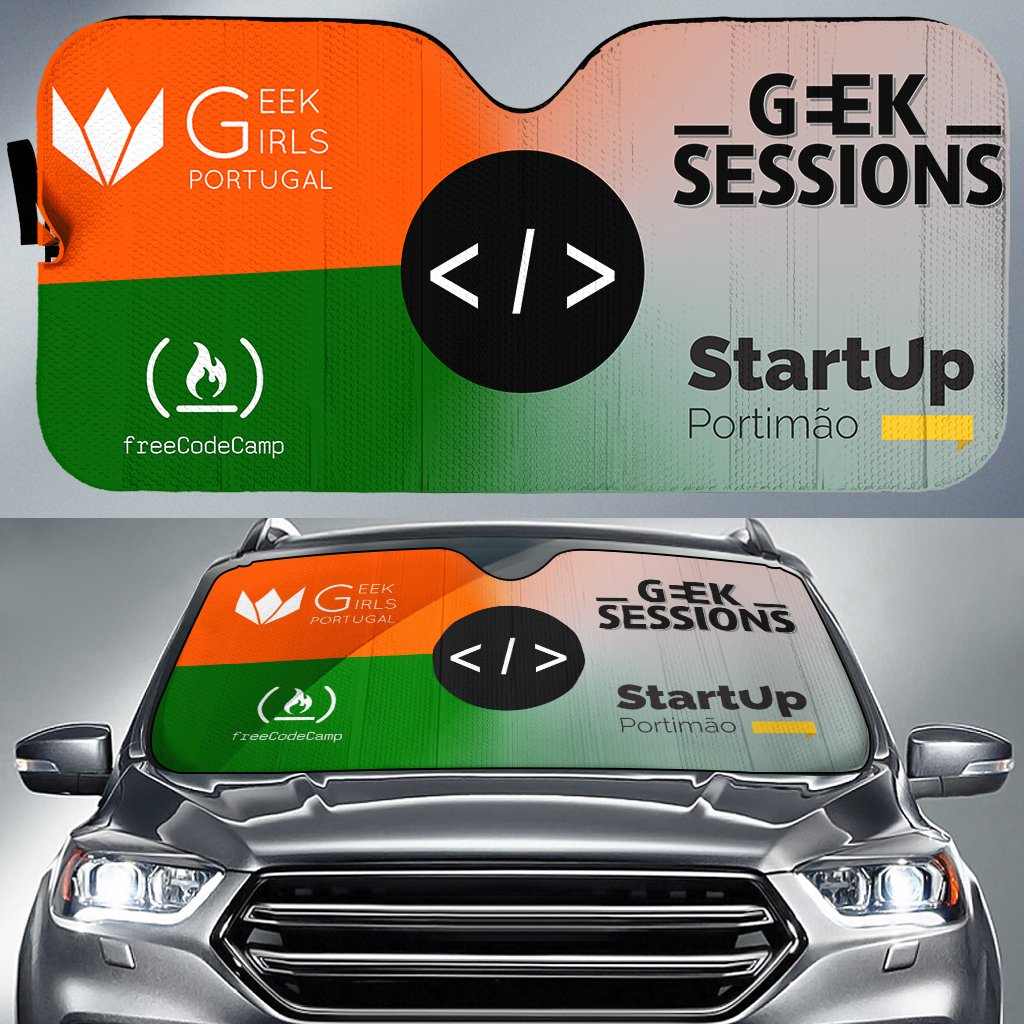 GEEK
GIRLS
PORTUGAL
_ GEEK _
SESSIONS
< / >
freeCodeCamp
StartUp
Portimão
GEEK
GIRLS
PORTUGAL
_ GEEK _
SESSIONS
< / >
freeCodeCamp
StartUp
Portimão